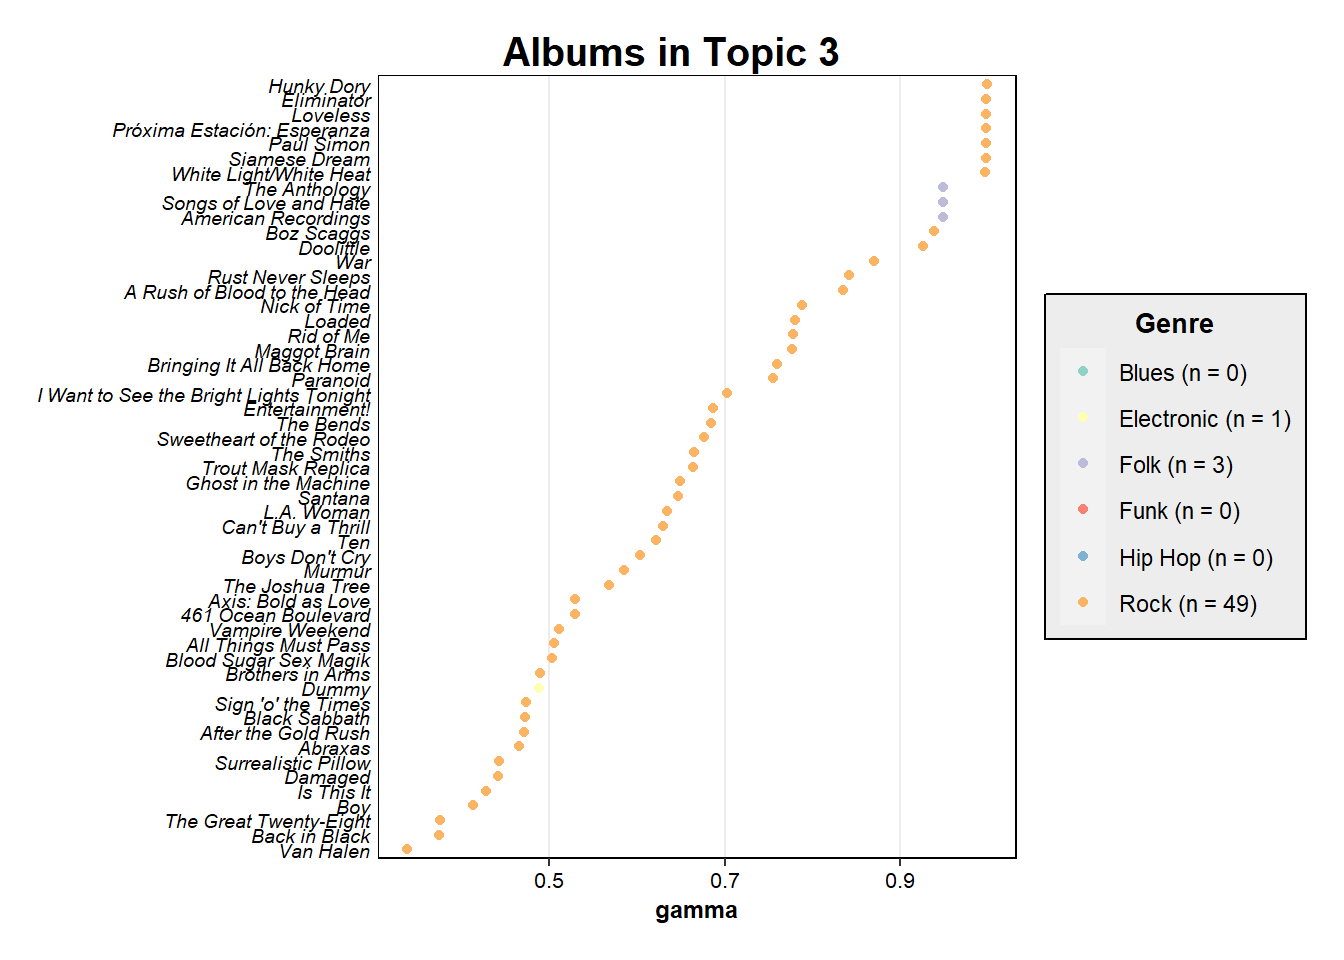 Albums in Topic 3
Hunky Dory
Eliminator
Loveless
Próxima Estación: Esperanza
Paul Simon
Siamese Dream
White Light/White Heat
The Anthology
Songs of Love and Hate
American Recordings
Boz Scaggs
Doolittle
War
Rust Never Sleeps
A Rush of Blood to the Head
Nick of Time
Loaded
Rid of Me
Maggot Brain
Bringing It All Back Home
Paranoid
I Want to See the Bright Lights Tonight
Entertainment!
The Bends
Sweetheart of the Rodeo
The Smiths
Trout Mask Replica
Ghost in the Machine
Santana
L.A. Woman
Can't Buy a Thrill
Ten
Boys Don't Cry
Murmur
The Joshua Tree
Axis: Bold as Love
461 Ocean Boulevard
Vampire Weekend
All Things Must Pass
Blood Sugar Sex Magik
Brothers in Arms
Dummy
Sign 'o' the Times
Black Sabbath
After the Gold Rush
Abraxas
Surrealistic Pillow
Damaged
Is This It
Boy
The Great Twenty-Eight
Back in Black
Van Halen
0.5 0.7 0.9
gamma
Genre
Blues (n = 0)
Electronic (n = 1)
Folk (n = 3)
Funk (n = 0)
Hip Hop (n = 0)
Rock (n = 49)